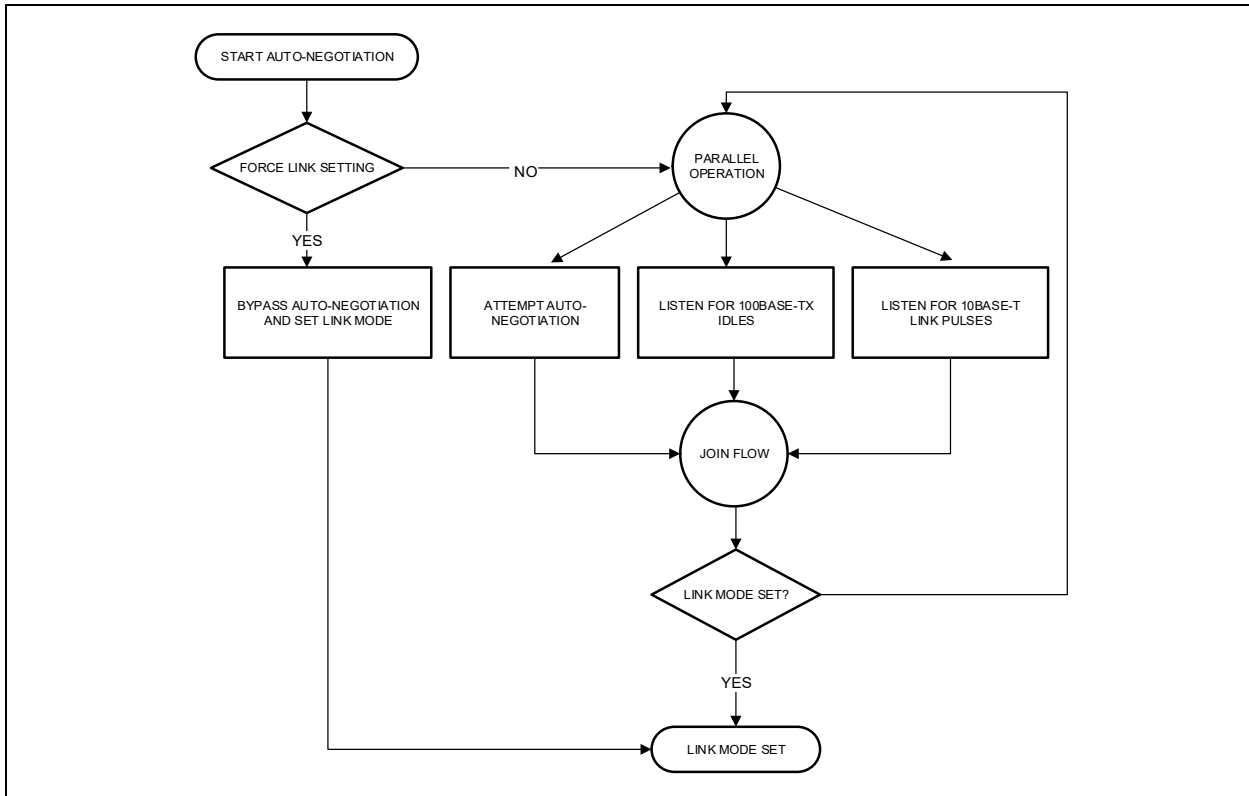 START AUTO-NEGOTIATION
FORCE LINK SETTING
NO
PARALLEL
OPERATION
YES
BYPASS AUTO-NEGOTIATION
AND SET LINK MODE
ATTEMPT AUTO-
NEGOTIATION
LISTEN FOR 100BASE-TX
IDLES
LISTEN FOR 10BASE-T
LINK PULSES
JOIN FLOW
LINK MODE SET?
YES
LINK MODE SET